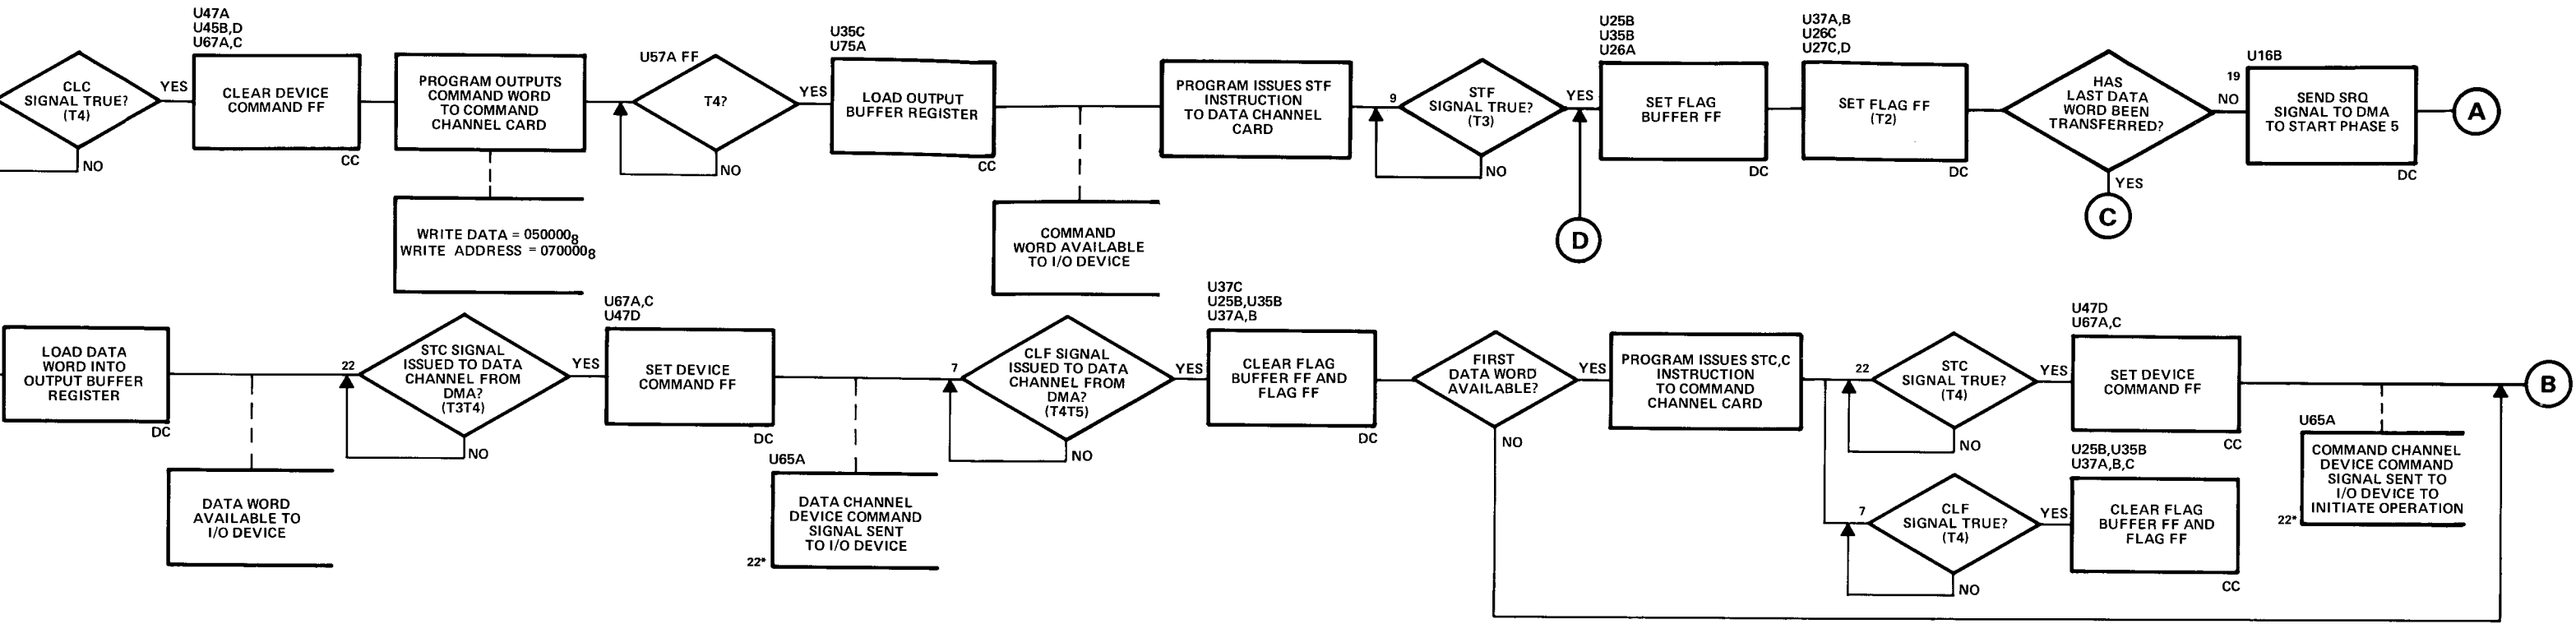 CLC
SIGNAL TRUE?
(T4)
YES
NO
U47A
U45B,D
U67A,C
CLEAR DEVICE
COMMAND FF
CC
PROGRAM OUTPUTS
COMMAND WORD
TO COMMAND
CHANNEL CARD
WRITE DATA = 050000₈
WRITE ADDRESS = 070000₈
U57A FF
T4?
YES
NO
U35C
U75A
LOAD OUTPUT
BUFFER REGISTER
CC
COMMAND
WORD AVAILABLE
TO I/O DEVICE
PROGRAM ISSUES STF
INSTRUCTION
TO DATA CHANNEL
CARD
9
STF
SIGNAL TRUE?
(T3)
YES
NO
D
U25B
U35B
U26A
SET FLAG
BUFFER FF
DC
U37A,B
U26C
U27C,D
SET FLAG FF
(T2)
DC
HAS
LAST DATA
WORD BEEN
TRANSFERRED?
YES
C
19
NO
U16B
SEND SRQ
SIGNAL TO DMA
TO START PHASE 5
DC
A
LOAD DATA
WORD INTO
OUTPUT BUFFER
REGISTER
DC
DATA WORD
AVAILABLE TO
I/O DEVICE
22
STC SIGNAL
ISSUED TO DATA
CHANNEL FROM
DMA?
(T3T4)
YES
NO
U67A,C
U47D
SET DEVICE
COMMAND FF
DC
U65A
DATA CHANNEL
DEVICE COMMAND
SIGNAL SENT
TO I/O DEVICE
22*
7
CLF SIGNAL
ISSUED TO DATA
CHANNEL FROM
DMA?
(T4T5)
YES
NO
U37C
U25B,U35B
U37A,B
CLEAR FLAG
BUFFER FF AND
FLAG FF
DC
FIRST
DATA WORD
AVAILABLE?
YES
NO
PROGRAM ISSUES STC,C
INSTRUCTION
TO COMMAND
CHANNEL CARD
22
STC
SIGNAL TRUE?
(T4)
YES
NO
U47D
U67A,C
SET DEVICE
COMMAND FF
CC
7
CLF
SIGNAL TRUE?
(T4)
YES
NO
U25B,U35B
U37A,B,C
CLEAR FLAG
BUFFER FF AND
FLAG FF
CC
U65A
COMMAND CHANNEL
DEVICE COMMAND
SIGNAL SENT TO
I/O DEVICE TO
INITIATE OPERATION
22*
B